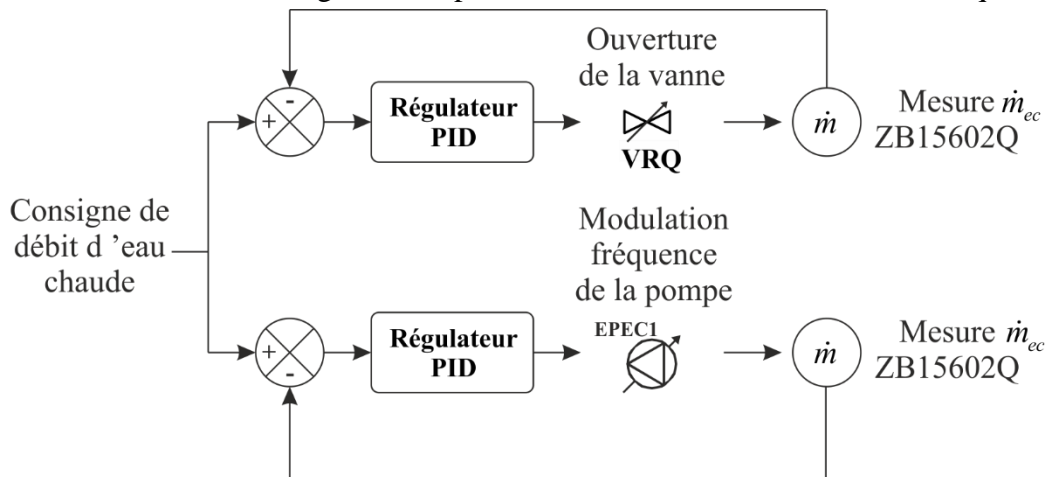 Ouverture
de la vanne
-
+
Régulateur
PID
VRQ
ṁ
Mesure ṁec
ZB15602Q
Consigne de
débit d ’eau
chaude
Modulation
fréquence
de la pompe
EPEC1
+
-
Régulateur
PID
ṁ
Mesure ṁec
ZB15602Q